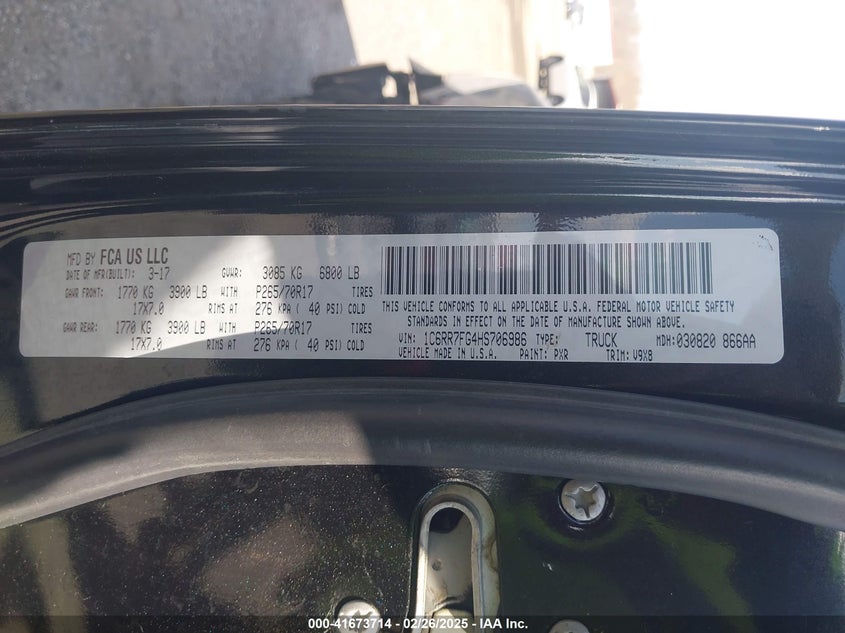 MFD BY FCA US LLC
DATE OF MFR(BUILT): 3-17 GVWR: 3085 KG 6800 LB
GAWR FRONT: 1770 KG 3900 LB WITH P265/70R17 TIRES
17X7.0 RIMS AT 276 KPA ( 40 PSI) COLD
GAWR REAR: 1770 KG 3900 LB WITH P265/70R17 TIRES
17X7.0 RIMS AT 276 KPA ( 40 PSI) COLD
THIS VEHICLE CONFORMS TO ALL APPLICABLE U.S.A. FEDERAL MOTOR VEHICLE SAFETY
STANDARDS IN EFFECT ON THE DATE OF MANUFACTURE SHOWN ABOVE.
VIN: 1C6RR7FG4HS706986 TYPE: TRUCK MDH: 030820 866AA
VEHICLE MADE IN U.S.A. PAINT: PXR TRIM: V9X8
000-41673714 - 02/26/2025 - IAA Inc.